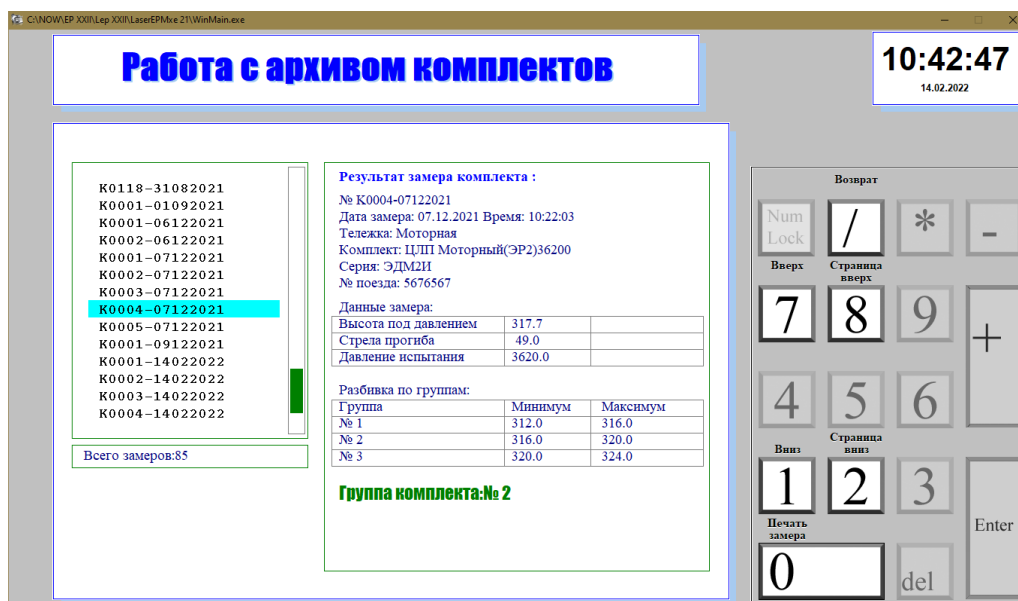 C:\NOW\EP XXII\Lep XXII\LaserEPMxe 21\WinMain.exe
Работа с архивом комплектов
10:42:47
14.02.2022
K0118-31082021
K0001-01092021
K0001-06122021
K0002-06122021
K0001-07122021
K0002-07122021
K0003-07122021
K0004-07122021
K0005-07122021
K0001-09122021
K0001-14022022
K0002-14022022
K0003-14022022
K0004-14022022
Всего замеров:85
Результат замера комплекта :
№ K0004-07122021
Дата замера: 07.12.2021 Время: 10:22:03
Тележка: Моторная
Комплект: ЦЛП Моторный(ЭР2)36200
Серия: ЭДМ2И
№ поезда: 5676567
Данные замера:
Высота под давлением 317.7
Стрела прогиба 49.0
Давление испытания 3620.0
Разбивка по группам:
Группа Минимум Максимум
№ 1 312.0 316.0
№ 2 316.0 320.0
№ 3 320.0 324.0
Группа комплекта:№ 2
Возврат
Num / * -
Lock
Вверх Страница
вверх
7 8 9 +
4 5 6
Вниз Страница
вниз
1 2 3 Enter
Печать
замера
0 del